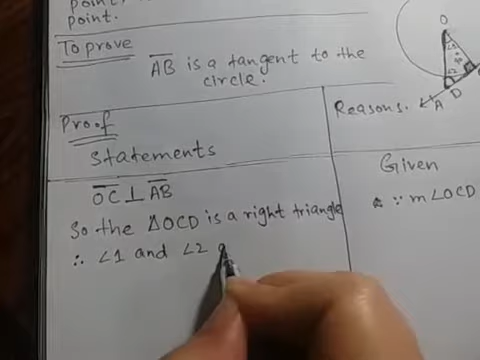 point.
To prove
AB is a tangent to the
circle.
Proof
Statements
Reasons.
OC ⊥ AB
Given
So the ΔOCD is a right triangle
∵ m∠OCD
∴ ∠1 and ∠2
O
A
D